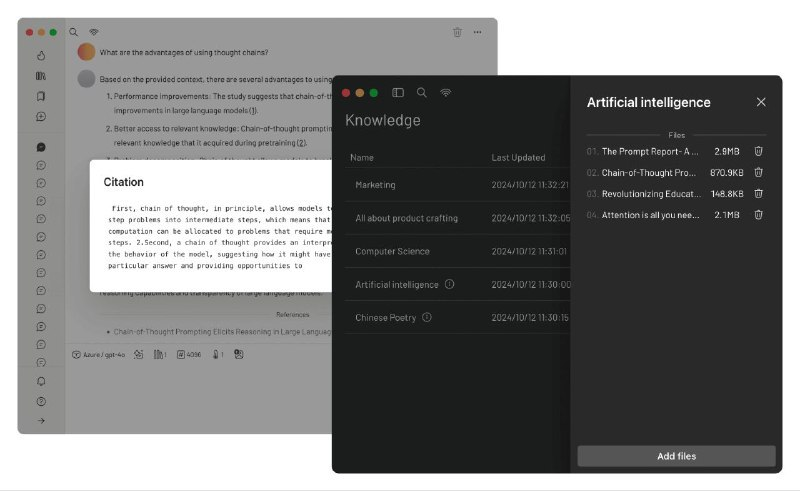 What are the advantages of using thought chains?
Based on the provided context, there are several advantages to using
1. Performance Improvements: The study suggests that chain-of-th
improvements in large language models (1).
2. Better access to relevant knowledge: Chain-of-thought promptin
relevant knowledge that it acquired during pretraining (2).
Citation
First, chain of thought, in principle, allows models to
step problems into intermediate steps, which means that
computation can be allocated to problems that require mo
steps. 2.Second, a chain of thought provides an interpre
the behavior of the model, suggesting how it might have
particular answer and providing opportunities to
reasoning capabilities and transparency of large language models.
References
• Chain-of-Thought Prompting Elicits Reasoning in Large Language
Azure / gpt-4o 1 4096 1
Knowledge
Name Last Updated
Marketing 2024/10/12 11:32:21
All about product crafting 2024/10/12 11:32:05
Computer Science 2024/10/12 11:31:01
Artificial intelligence 2024/10/12 11:30:00
Chinese Poetry 2024/10/12 11:30:15
Artificial intelligence
Files
01. The Prompt Report- A ... 2.9MB
02. Chain-of-Thought Pro... 870.9KB
03. Revolutionizing Educat... 148.8KB
04. Attention is all you nee... 2.1MB
Add files